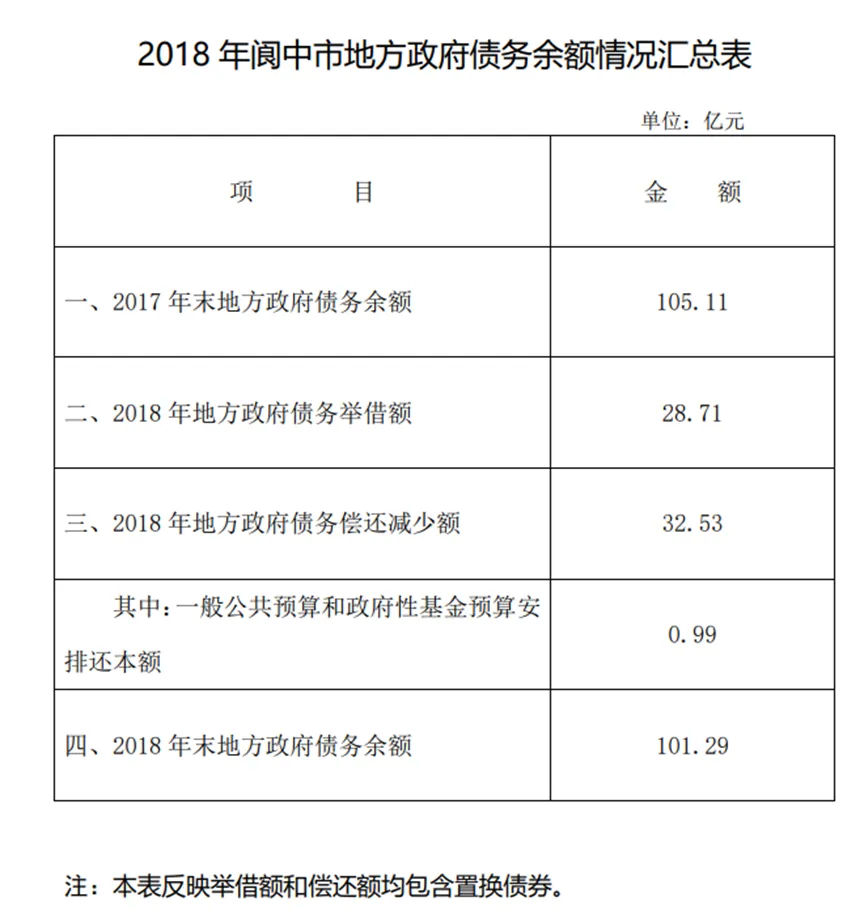 2018 年阆中市地方政府债务余额情况汇总表
单位：亿元
项 目 金 额
一、2017 年末地方政府债务余额 105.11
二、2018 年地方政府债务举借额 28.71
三、2018 年地方政府债务偿还减少额 32.53
其中:一般公共预算和政府性基金预算安
排还本额 0.99
四、2018 年末地方政府债务余额 101.29
注：本表反映举借额和偿还额均包含置换债券。